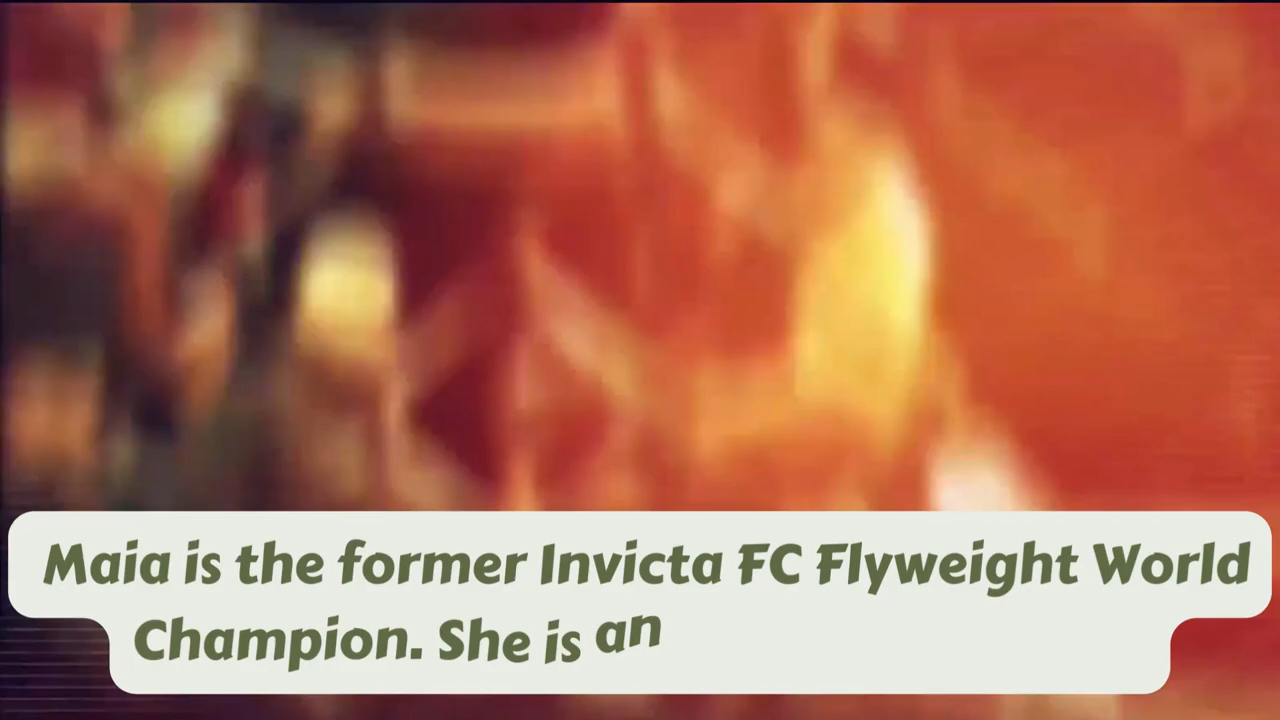 Maia is the former Invicta FC Flyweight World
Champion. She is an